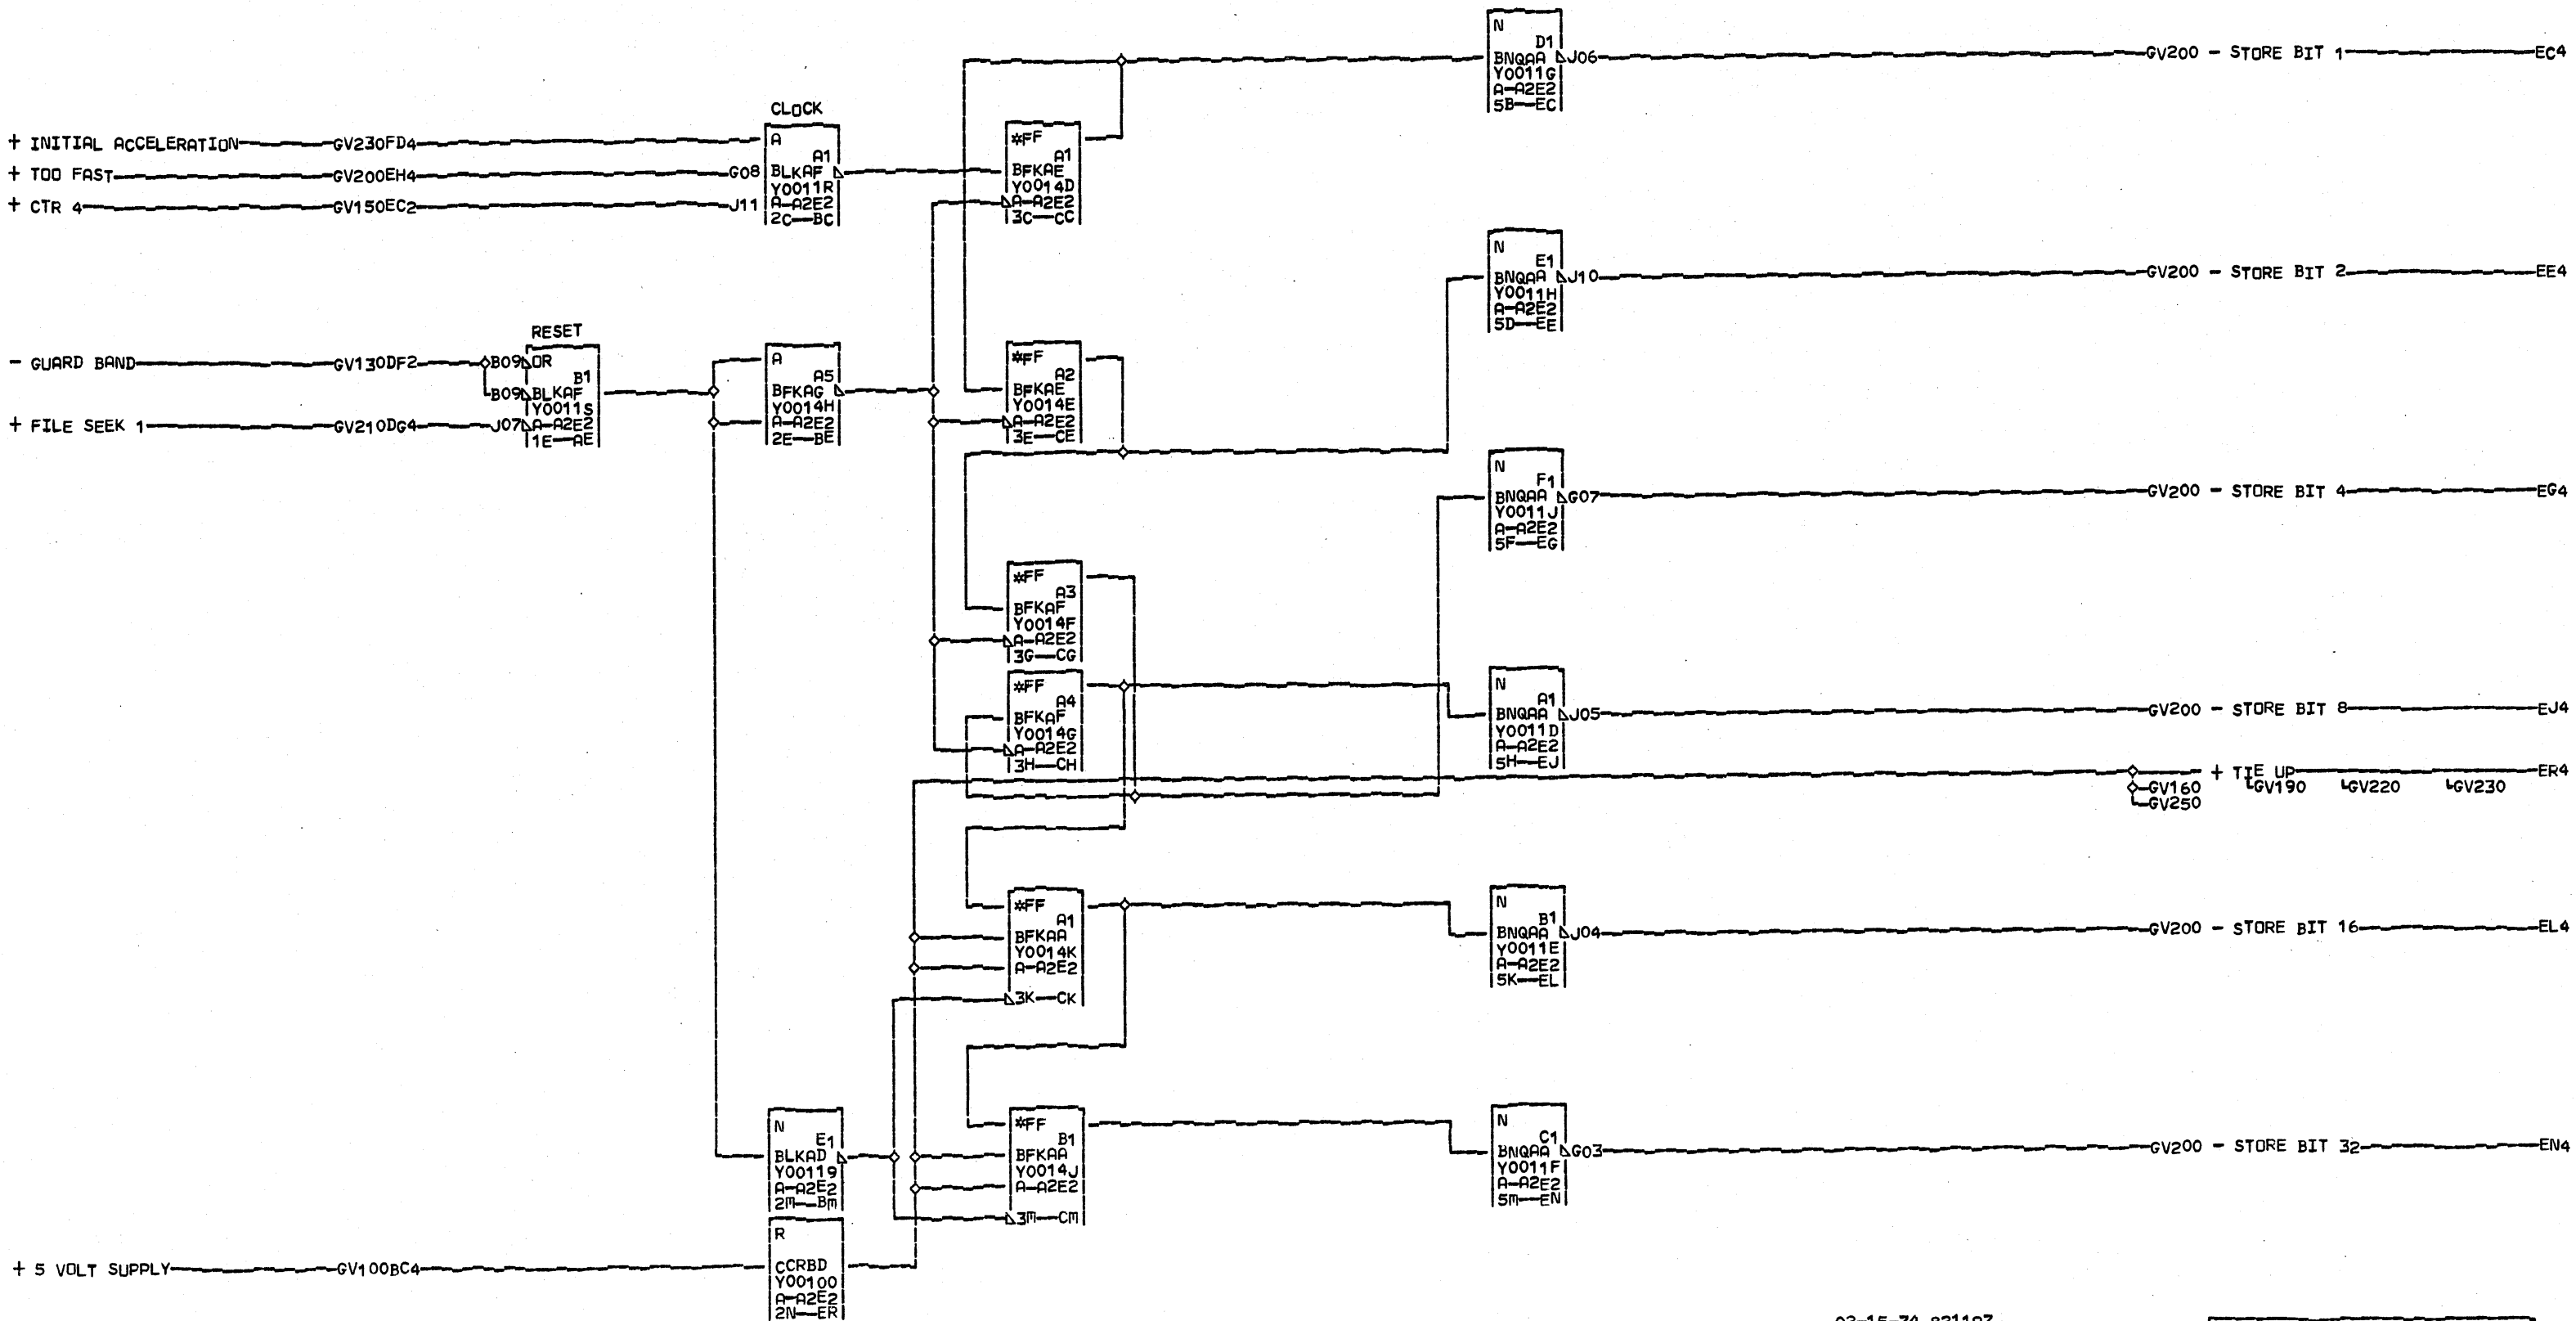 N
D1
BNQAA J06 GV200 - STORE BIT 1 EC4
Y0011G
A-A2E2
5B-EC
CLOCK
+ INITIAL ACCELERATION GV230FD4
+ TOO FAST GV200EH4 G08
+ CTR 4 GV150EC2 J11
A
A1
BLKAF
Y0011R
A-A2E2
2C-BC
*FF
A1
BFKAE
Y0014D
A-A2E2
3C-CC
N
E1
BNQAA J10 GV200 - STORE BIT 2 EE4
Y0011H
A-A2E2
5D-EE
RESET
- GUARD BAND GV130DF2 B09 OR
B1
B09 BLKAF
Y0011S
+ FILE SEEK 1 GV210DG4 J07 A-A2E2
1E-AE
A
A5
BFKAG
Y0014H
A-A2E2
2E-BE
*FF
A2
BFKAE
Y0014E
A-A2E2
3E-CE
N
F1
BNQAA G07 GV200 - STORE BIT 4 EG4
Y0011J
A-A2E2
5F-EG
*FF
A3
BFKAF
Y0014F
A-A2E2
3G-CG
*FF
A4
BFKAF
Y0014G
A-A2E2
3H-CH
N
A1
BNQAA J05 GV200 - STORE BIT 8 EJ4
Y0011D
A-A2E2
5H-EJ
+ TIE UP ER4
GV160 GV190 GV220 GV230
GV250
*FF
A1
BFKAA
Y0014K
A-A2E2
3K-CK
N
B1
BNQAA J04 GV200 - STORE BIT 16 EL4
Y0011E
A-A2E2
5K-EL
N
E1
BLKAD
Y00119
A-A2E2
2M-BM
*FF
B1
BFKAA
Y0014J
A-A2E2
3M-CM
N
C1
BNQAA G03 GV200 - STORE BIT 32 EN4
Y0011F
A-A2E2
5M-EN
R
+ 5 VOLT SUPPLY GV100BC4 CCRBD
Y00100
A-A2E2
2N-ER